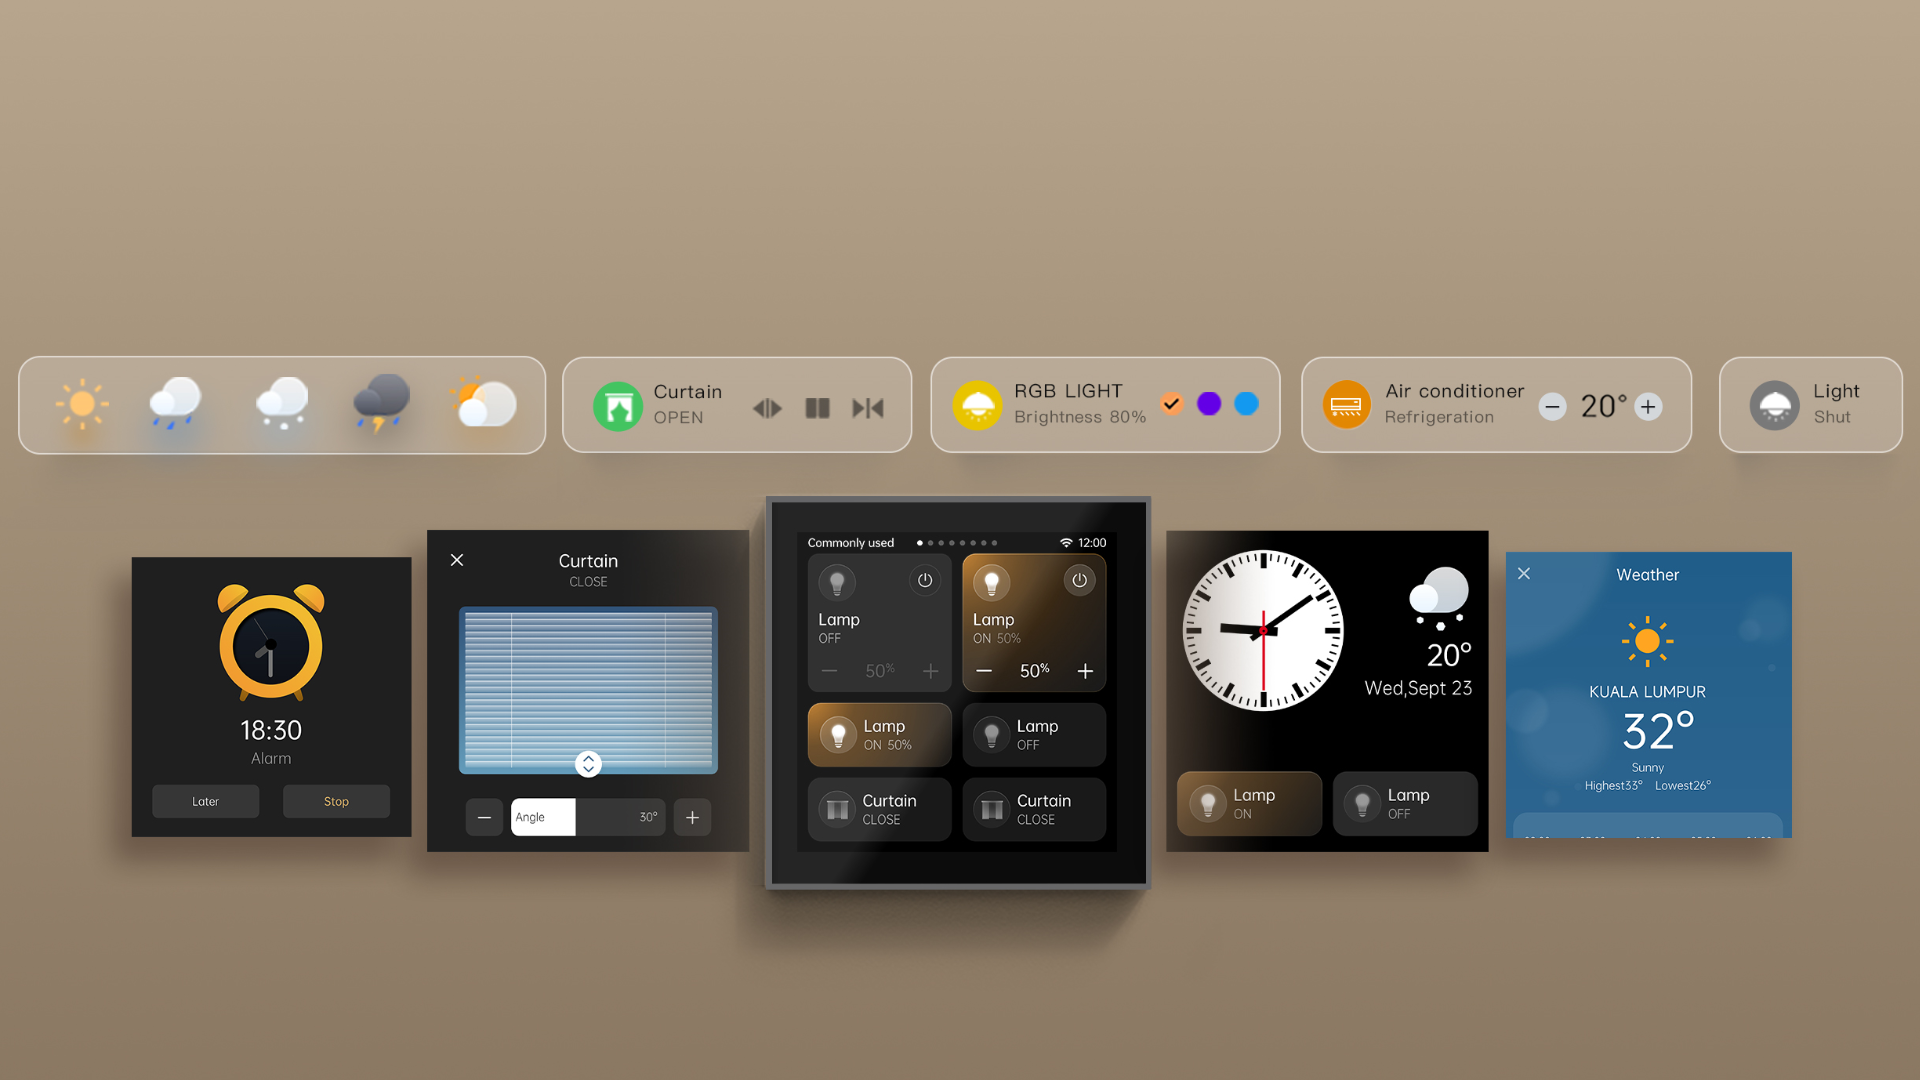 Curtain
OPEN
RGB LIGHT
Brightness 80%
Air conditioner
Refrigeration
20°
Light
Shut
18:30
Alarm
Later
Stop
Curtain
CLOSE
Angle
30°
Commonly used
12:00
Lamp
OFF
50%
Lamp
ON 50%
50%
Lamp
ON 50%
Lamp
OFF
Curtain
CLOSE
Curtain
CLOSE
20°
Wed,Sept 23
Lamp
ON
Lamp
OFF
Weather
KUALA LUMPUR
32°
Sunny
Highest33° Lowest26°